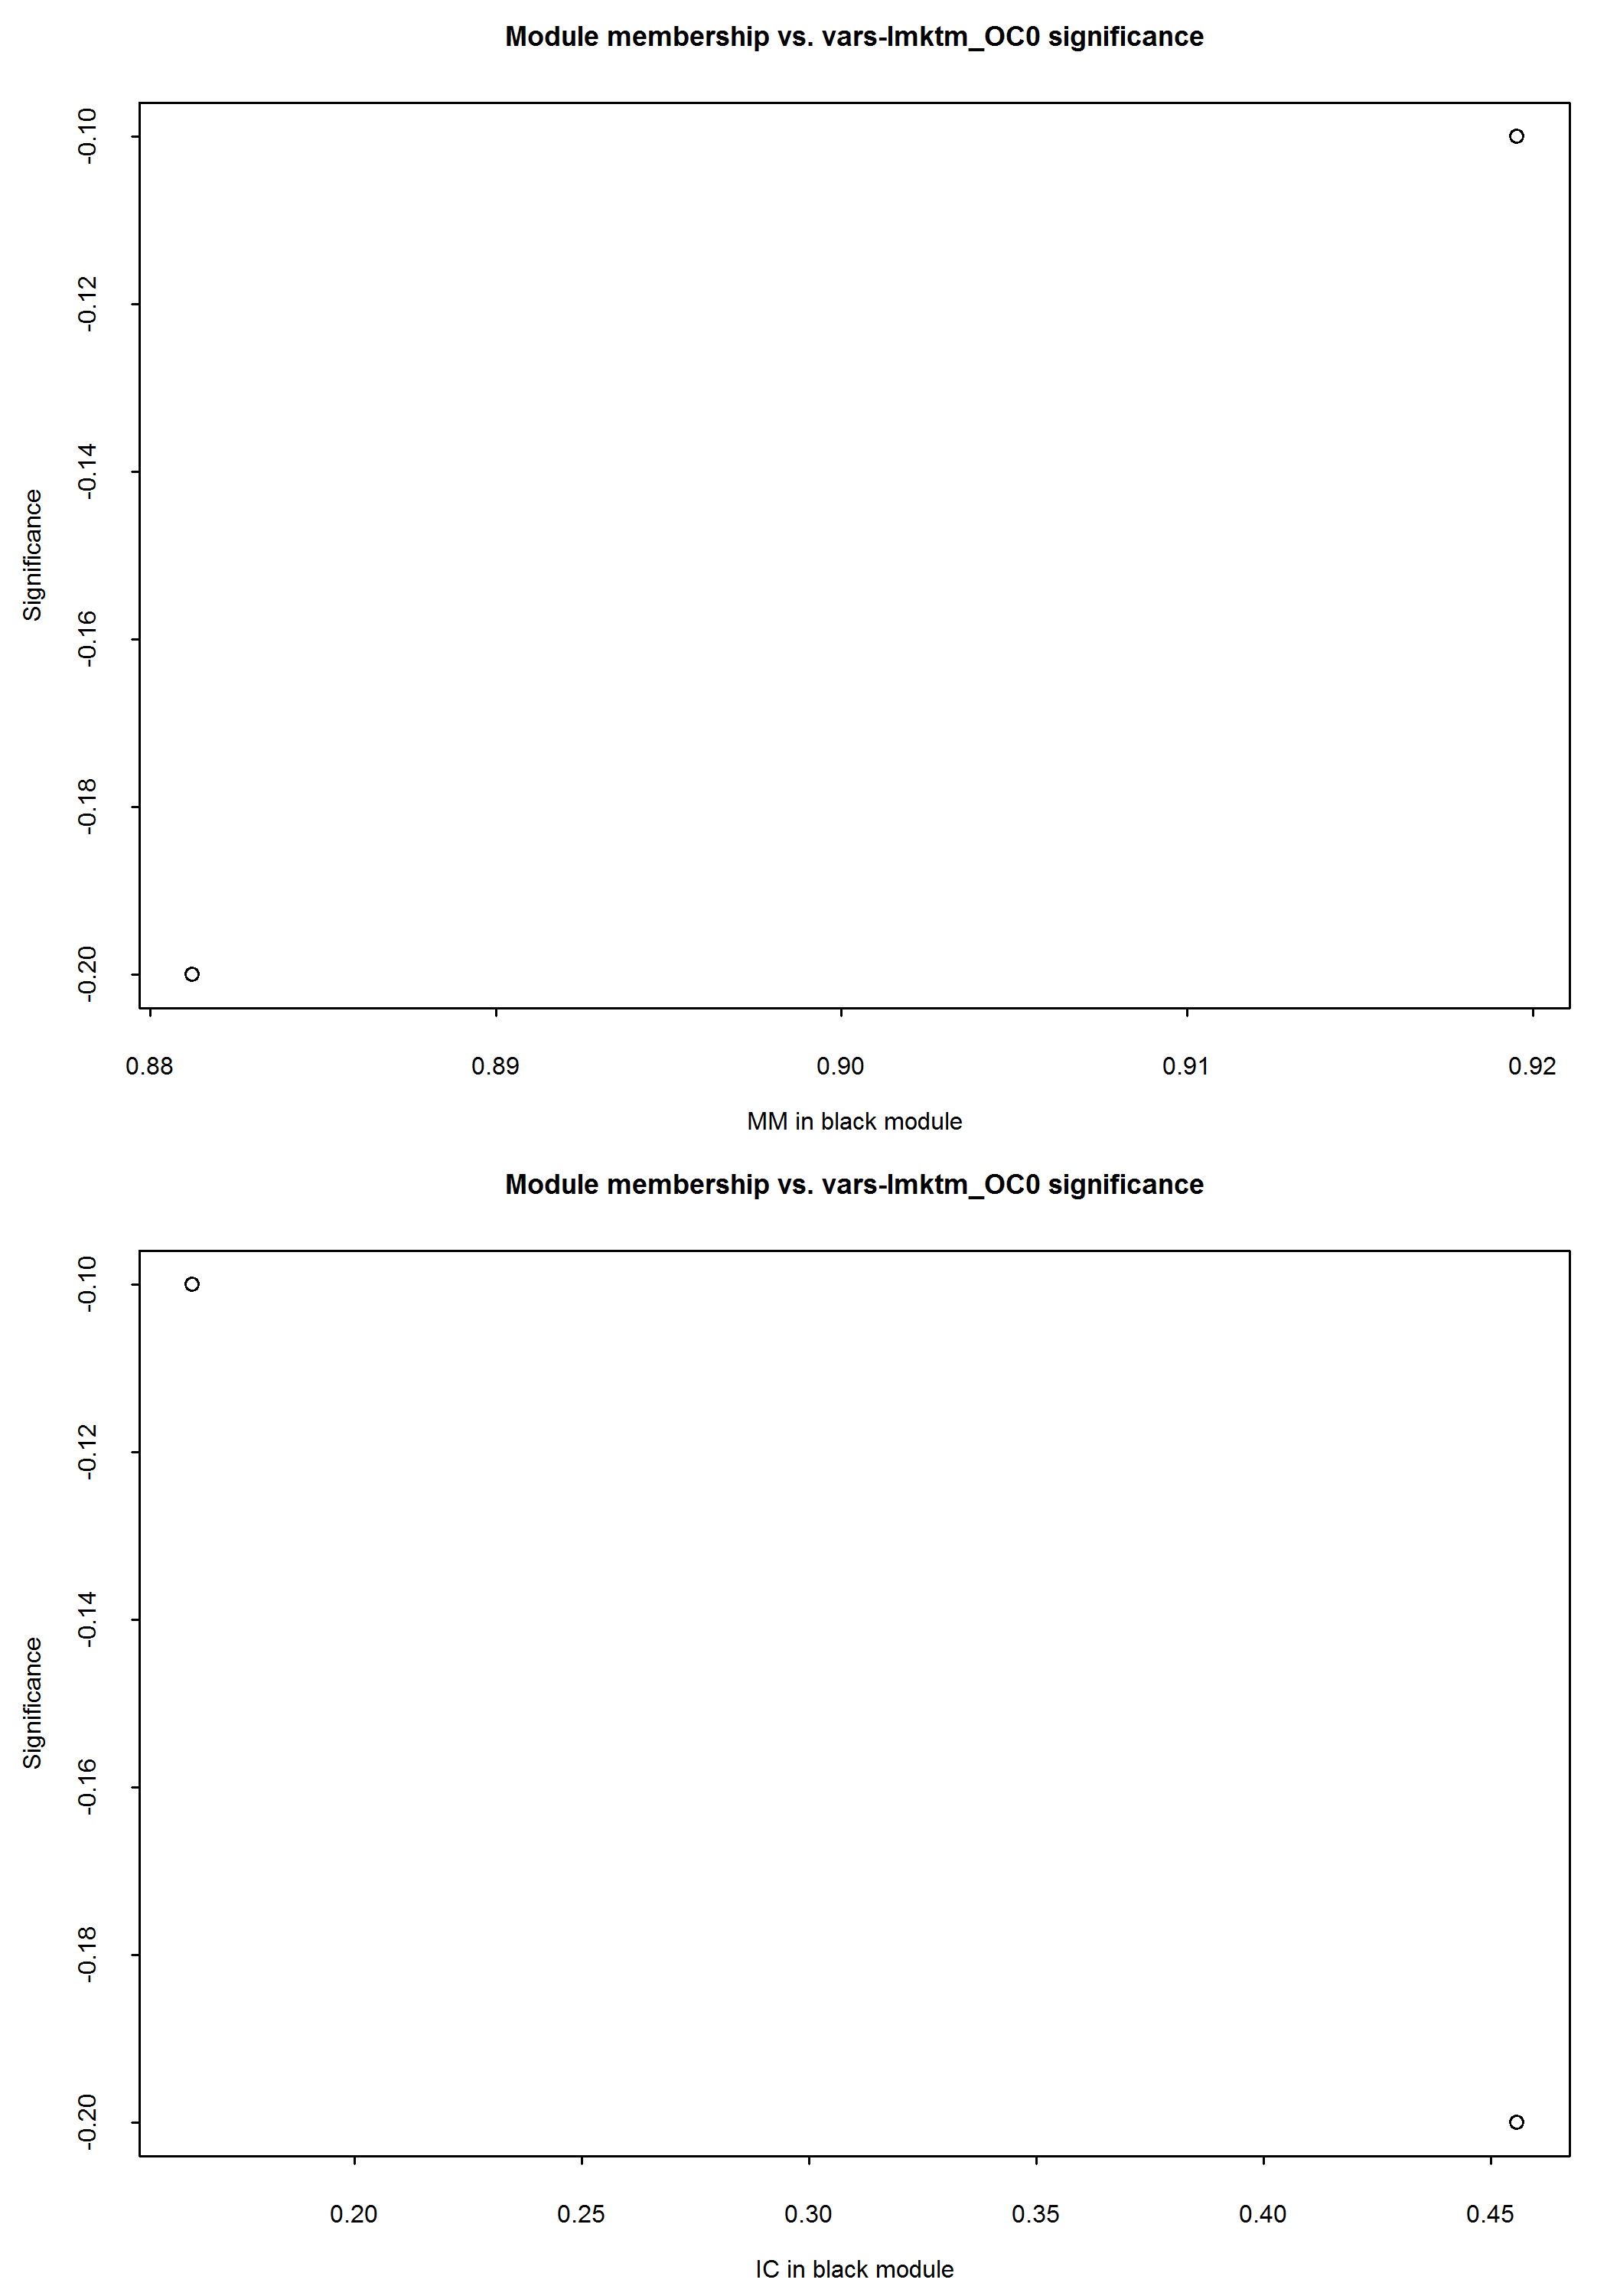 Module membership vs. vars-lmktm_OC0 significance
Significance
-0.10
-0.12
-0.14
-0.16
-0.18
-0.20
0.88 0.89 0.90 0.91 0.92
MM in black module
Module membership vs. vars-lmktm_OC0 significance
Significance
-0.10
-0.12
-0.14
-0.16
-0.18
-0.20
0.20 0.25 0.30 0.35 0.40 0.45
IC in black module